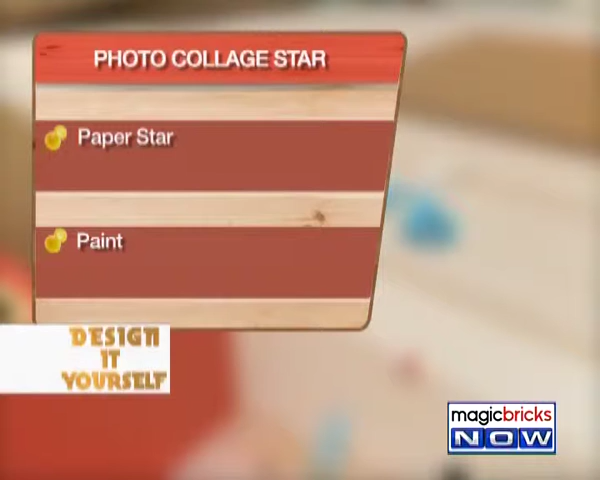 PHOTO COLLAGE STAR
Paper Star
Paint
DESIGN
IT
YOURSELF
magicbricks
NOW